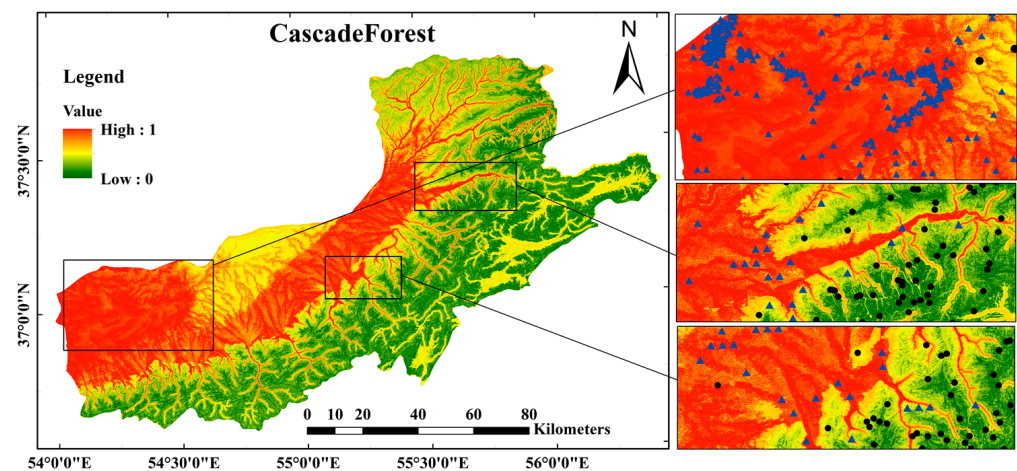 CascadeForest
N
Legend
Value
High : 1
Low : 0
37°30'0"N
37°0'0"N
0 10 20 40 60 80
Kilometers
54°0'0"E 54°30'0"E 55°0'0"E 55°30'0"E 56°0'0"E